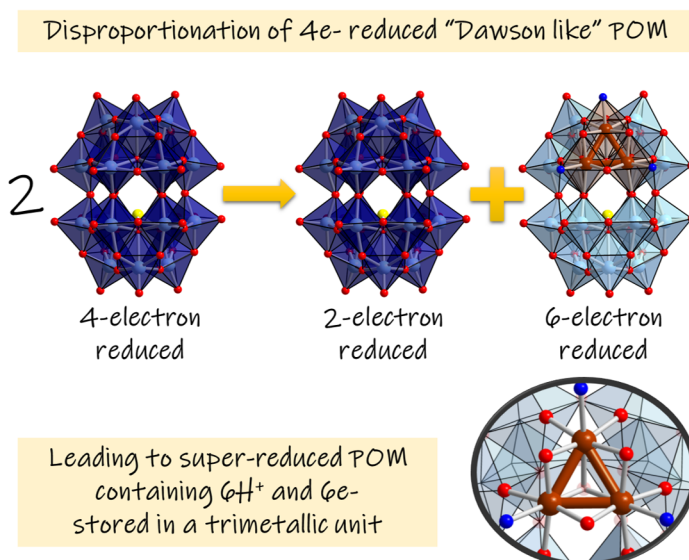 Disproportionation of 4e- reduced "Dawson like" POM
2
4-electron
reduced
2-electron
reduced
6-electron
reduced
Leading to super-reduced POM
containing 6H⁺ and 6e-
stored in a trimetallic unit